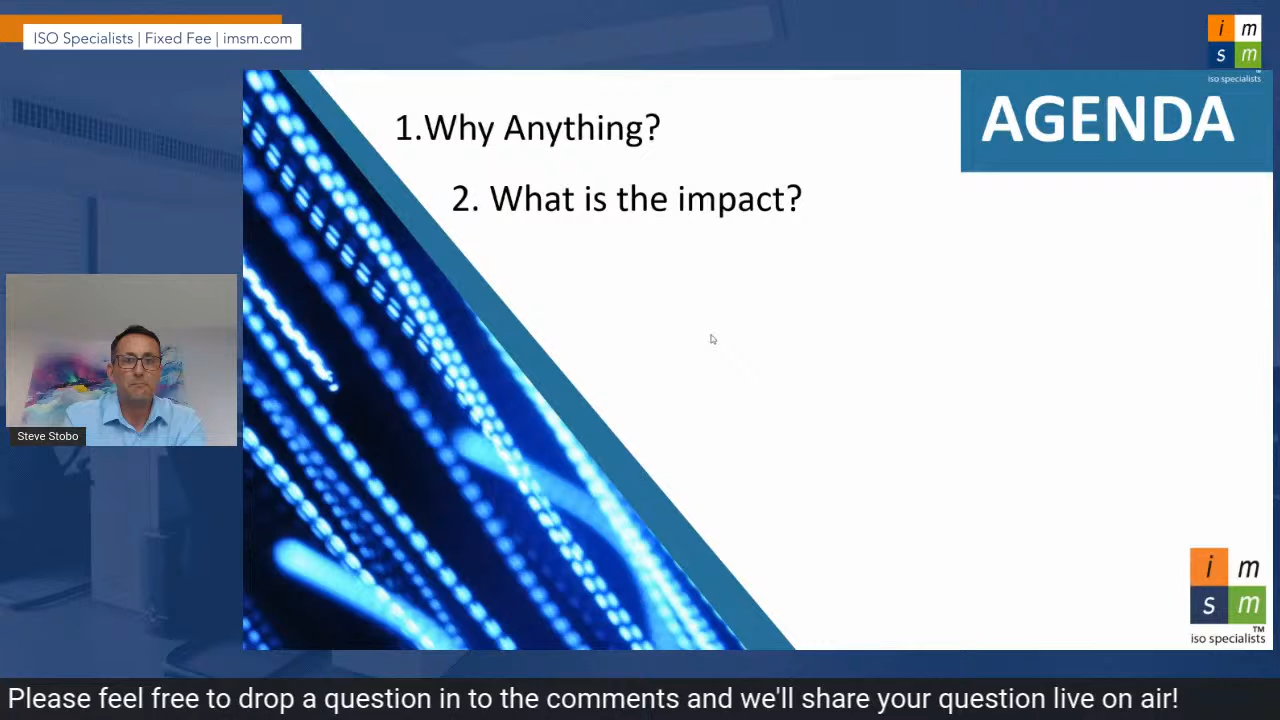 ISO Specialists | Fixed Fee | imsm.com
i m
s m
TM
iso specialists
AGENDA
1.Why Anything?
2. What is the impact?
Steve Stobo
i m
s m
TM
iso specialists
Please feel free to drop a question in to the comments and we'll share your question live on air!